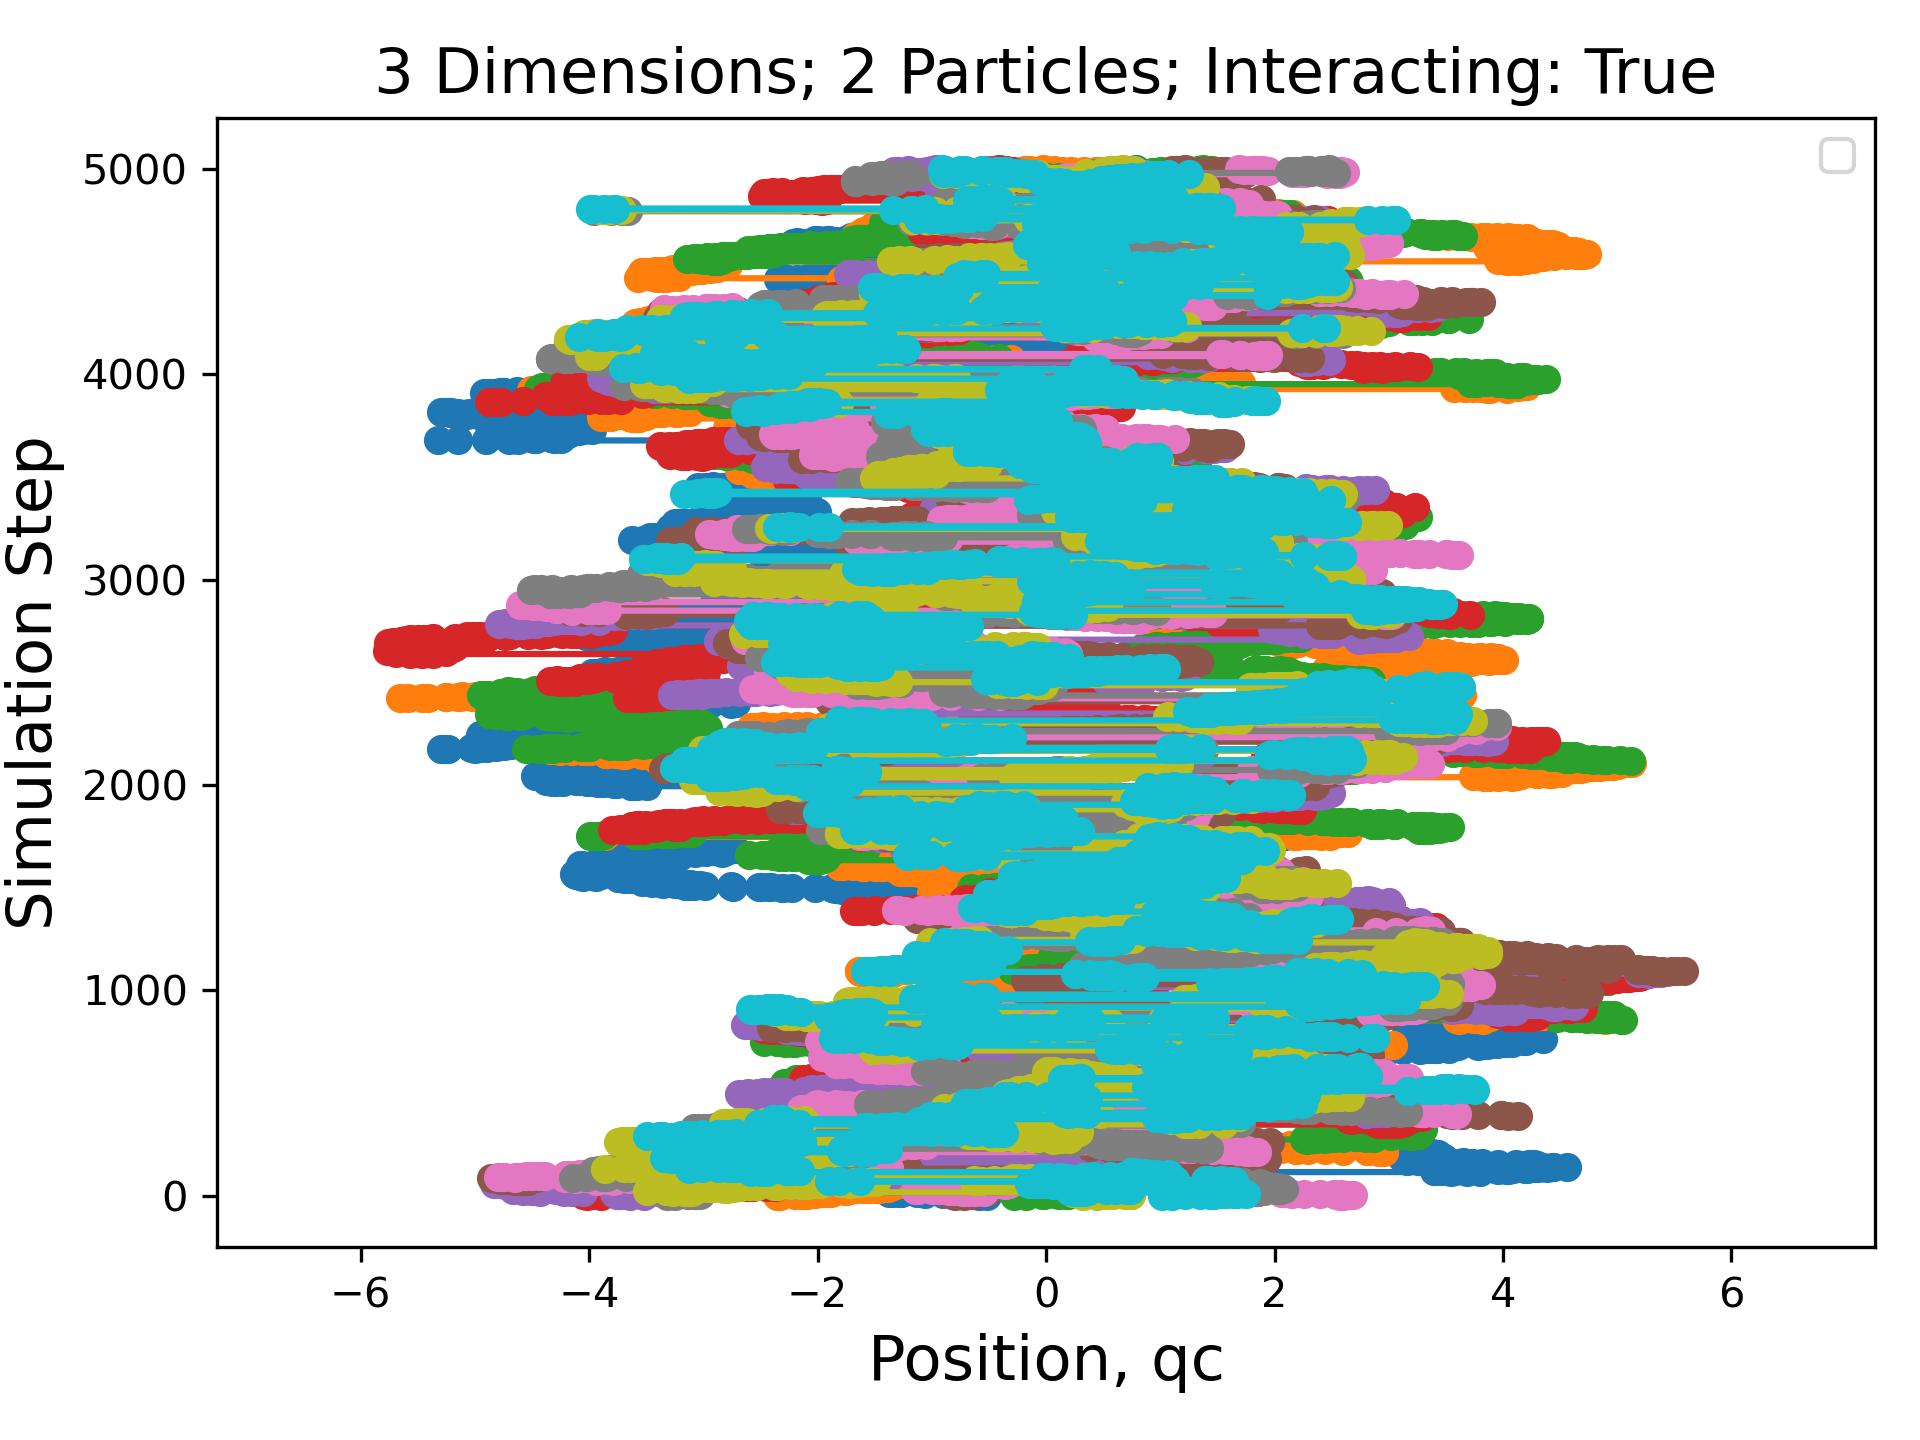 3 Dimensions; 2 Particles; Interacting: True
Simulation Step
5000
4000
3000
2000
1000
0
−6 −4 −2 0 2 4 6
Position, qc